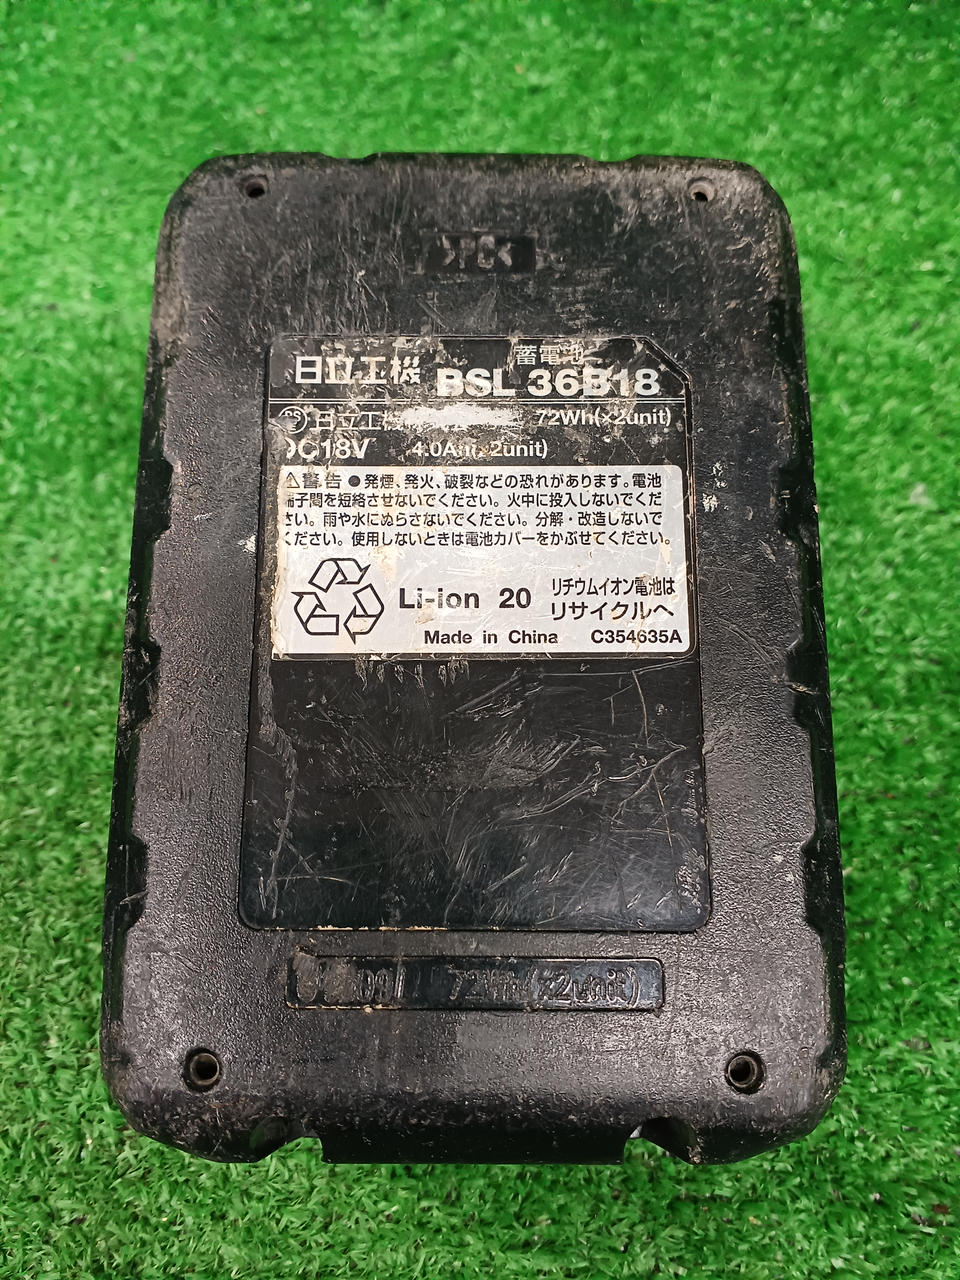 日立工機 蓄電池
BSL 36B18
日立工機 72Wh(×2unit)
DC18V 4.0Ah(×2unit)
警告 ●発煙、発火、破裂などの恐れがあります。電池
端子間を短絡させないでください。火中に投入しないでくだ
さい。雨や水にぬらさないでください。分解・改造しないで
ください。使用しないときは電池カバーをかぶせてください。
Li-ion 20 リチウムイオン電池は
リサイクルへ
Made in China C354635A
72Wh(×2unit)